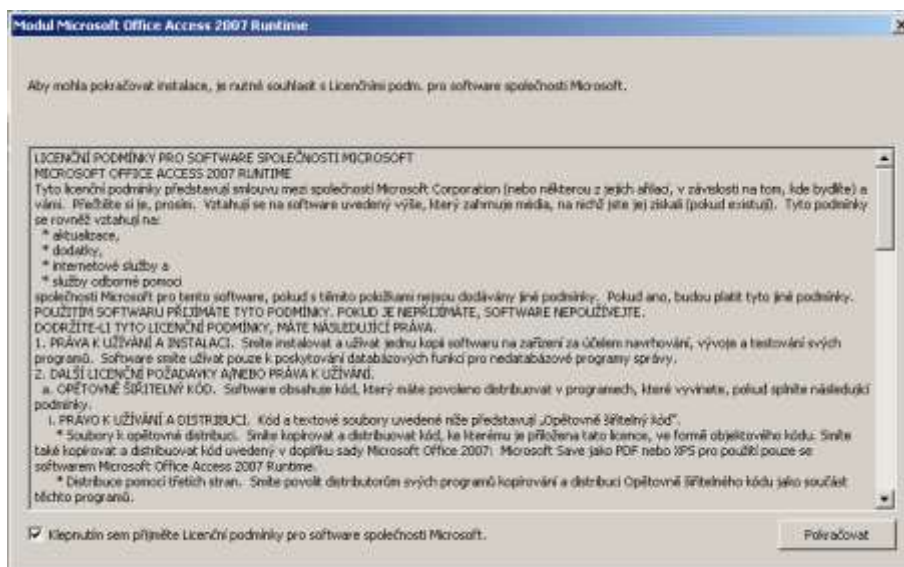 Modul Microsoft Office Access 2007 Runtime
Aby mohla pokračovat instalace, je nutné souhlasit s Licenčními podm. pro software společnosti Microsoft.
LICENČNÍ PODMÍNKY PRO SOFTWARE SPOLEČNOSTI MICROSOFT
MICROSOFT OFFICE ACCESS 2007 RUNTIME
Tyto licenční podmínky představují smlouvu mezi společností Microsoft Corporation (nebo některou z jejích afilací, v závislosti na tom, kde bydlíte) a
vámi. Přečtěte si je, prosím. Vztahují se na software uvedený výše, který zahrnuje média, na nichž jste jej získali (pokud existují). Tyto podmínky
se rovněž vztahují na:
* aktualizace,
* dodatky,
* internetové služby a
* služby odborné pomoci
společnosti Microsoft pro tento software, pokud s těmito položkami nejsou dodávány jiné podmínky. Pokud ano, budou platit tyto jiné podmínky.
POUŽITÍM SOFTWARU PŘIJÍMÁTE TYTO PODMÍNKY. POKUD JE NEPŘIJÍMÁTE, SOFTWARE NEPOUŽÍVEJTE.
DODRŽÍTE-LI TYTO LICENČNÍ PODMÍNKY, MÁTE NÁSLEDUJÍCÍ PRÁVA.
1. PRÁVA K UŽÍVÁNÍ A INSTALACI. Smíte instalovat a užívat jednu kopii softwaru na zařízení za účelem navrhování, vývoje a testování svých
programů. Software smíte užívat pouze k poskytování databázových funkcí pro nedatabázové programy správy.
2. DALŠÍ LICENČNÍ POŽADAVKY A/NEBO PRÁVA K UŽÍVÁNÍ.
a. OPĚTOVNĚ ŠIŘITELNÝ KÓD. Software obsahuje kód, který máte povoleno distribuovat v programech, které vyvinete, pokud splníte následující
podmínky.
i. PRÁVO K UŽÍVÁNÍ A DISTRIBUCI. Kód a textové soubory uvedené níže představují „Opětovně šiřitelný kód".
* Soubory k opětovné distribuci. Smíte kopírovat a distribuovat kód, ke kterému je přiložena tato licence, ve formě objektového kódu. Smíte
také kopírovat a distribuovat kód uvedený v doplňku sady Microsoft Office 2007: Microsoft Save jako PDF nebo XPS pro použití pouze se
softwarem Microsoft Office Access 2007 Runtime.
* Distribuce pomocí třetích stran. Smíte povolit distributorům svých programů kopírování a distribuci Opětovně šiřitelného kódu jako součást
těchto programů.
Klepnutím sem přijměte Licenční podmínky pro software společnosti Microsoft.
Pokračovat